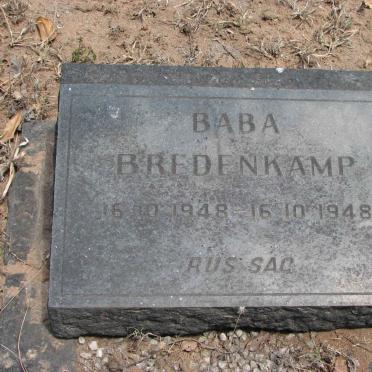 BABA
BREDENKAMP
16.10.1948 - 16.10.1948
RUS SAG